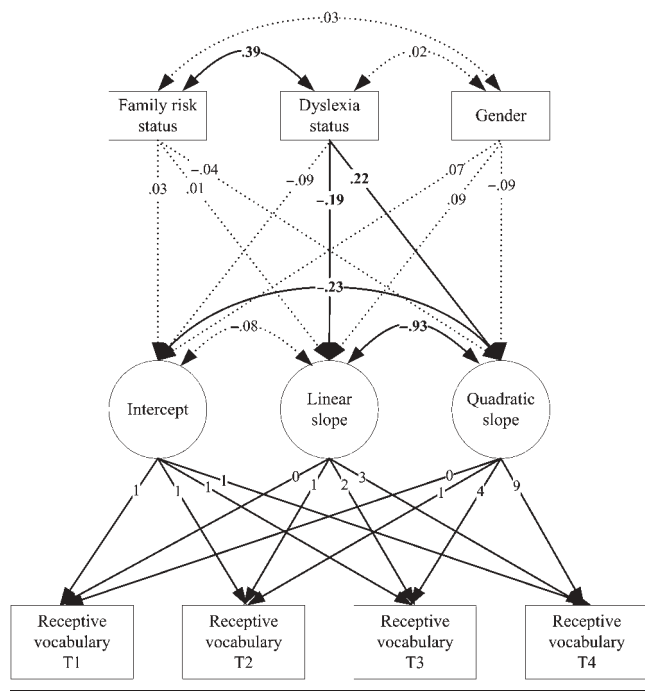 .03
.39
.02
Family risk
status
Dyslexia
status
Gender
.03
.01
−.04
−.09
−.19
.22
.07
.09
−.09
−.23
−.08
−.93
Intercept
Linear
slope
Quadratic
slope
1
1
1
1
0
1
2
3
0
1
4
9
Receptive
vocabulary
T1
Receptive
vocabulary
T2
Receptive
vocabulary
T3
Receptive
vocabulary
T4